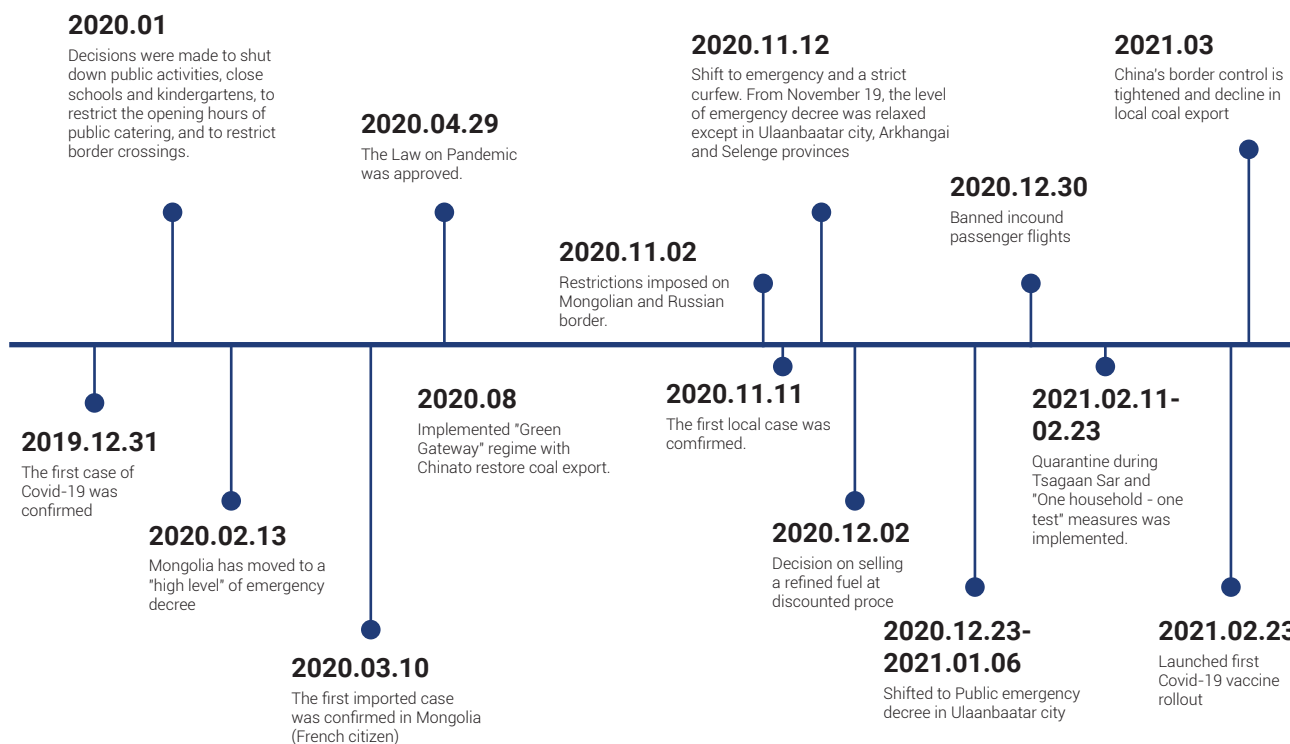 2020.01
Decisions were made to shut
down public activities, close
schools and kindergartens, to
restrict the opening hours of
public catering, and to restrict
border crossings.
2020.04.29
The Law on Pandemic
was approved.
2020.11.02
Restrictions imposed on
Mongolian and Russian
border.
2020.11.12
Shift to emergency and a strict
curfew. From November 19, the level
of emergency decree was relaxed
except in Ulaanbaatar city, Arkhangai
and Selenge provinces
2020.12.30
Banned incound
passenger flights
2021.03
China's border control is
tightened and decline in
local coal export
2019.12.31
The first case of
Covid-19 was
confirmed
2020.02.13
Mongolia has moved to a
"high level" of emergency
decree
2020.03.10
The first imported case
was confirmed in Mongolia
(French citizen)
2020.08
Implemented "Green
Gateway" regime with
Chinato restore coal export.
2020.11.11
The first local case was
comfirmed.
2020.12.02
Decision on selling
a refined fuel at
discounted proce
2020.12.23-
2021.01.06
Shifted to Public emergency
decree in Ulaanbaatar city
2021.02.11-
02.23
Quarantine during
Tsagaan Sar and
"One household - one
test" measures was
implemented.
2021.02.23
Launched first
Covid-19 vaccine
rollout